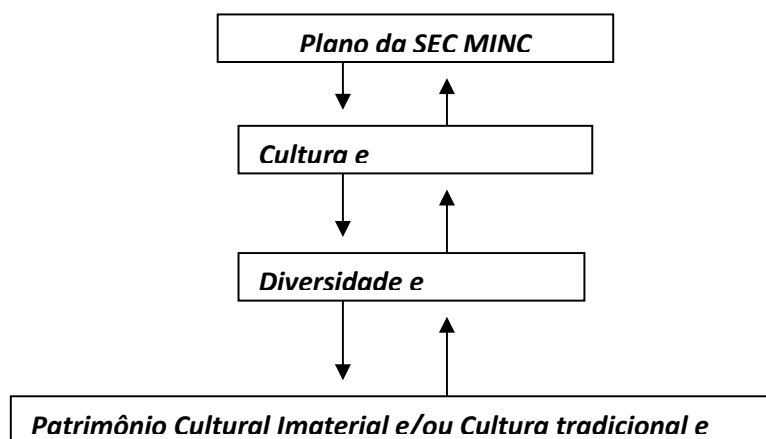 Plano da SEC MINC
Cultura e
Diversidade e
Patrimônio Cultural Imaterial e/ou Cultura tradicional e